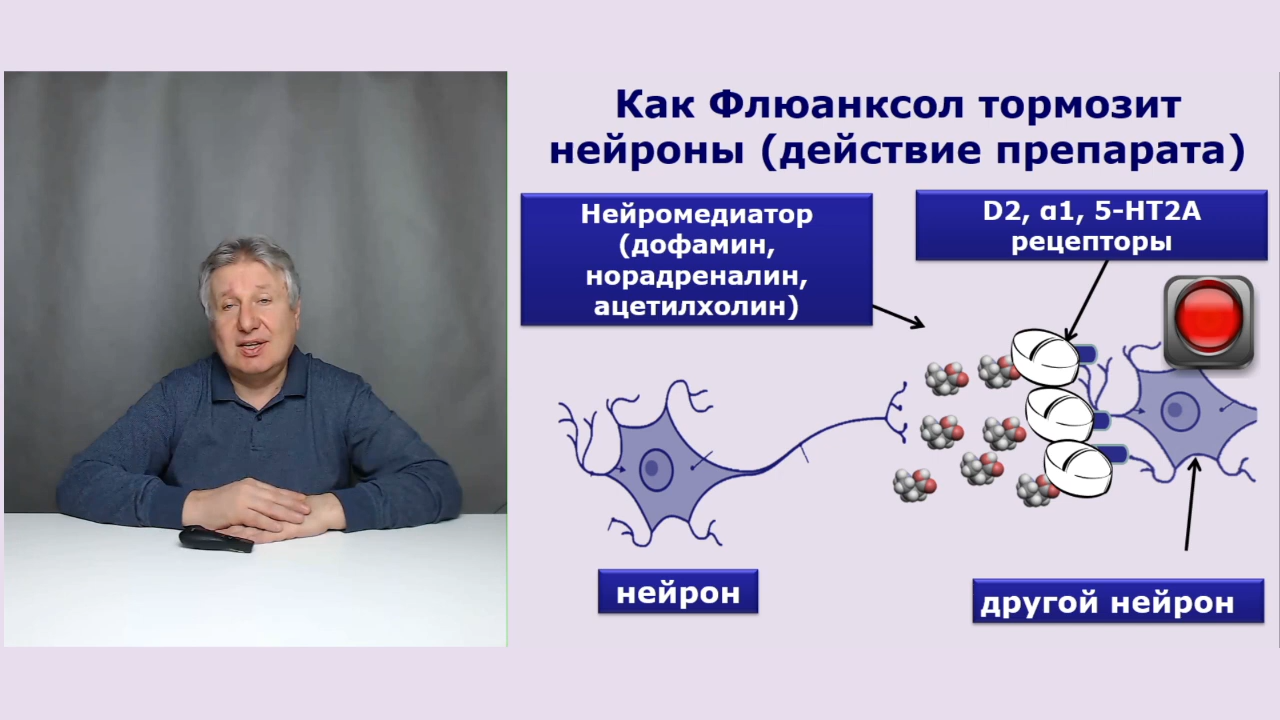 Как Флюанксол тормозит
нейроны (действие препарата)
Нейромедиатор
(дофамин,
норадреналин,
ацетилхолин)
D2, α1, 5-HT2A
рецепторы
нейрон
другой нейрон